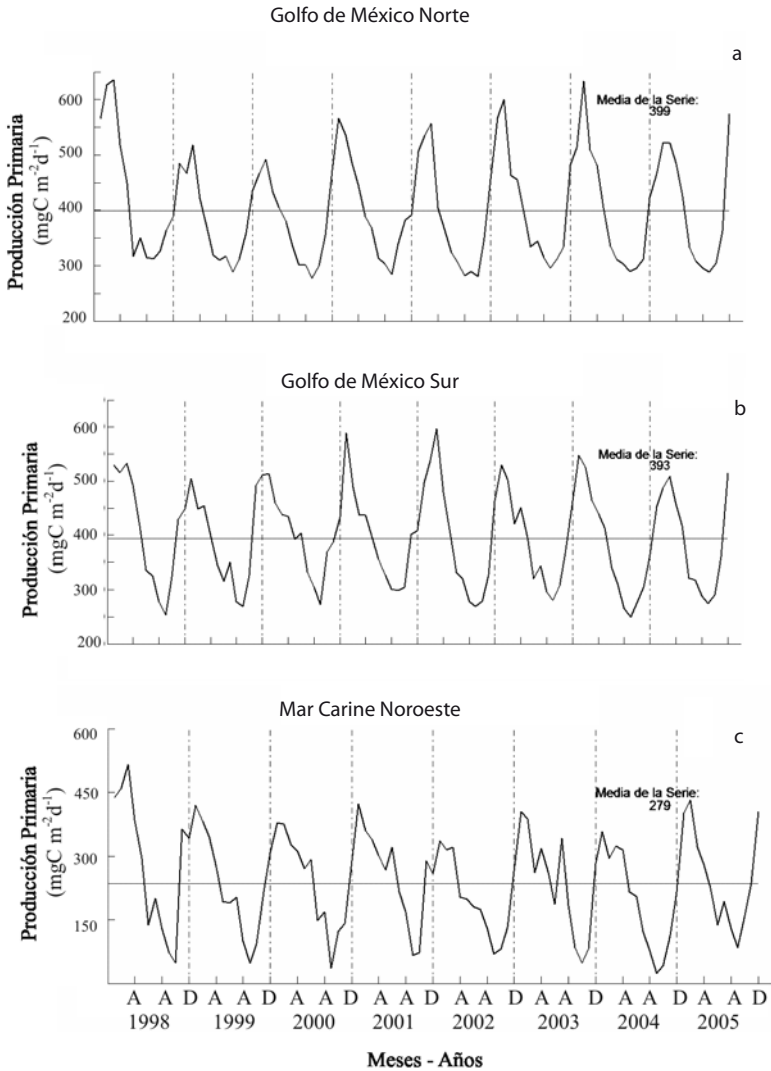 Golfo de México Norte
a
Producción Primaria
(mgC m-2d-1)
600
500
400
300
200
Media de la Serie:
399
Golfo de México Sur
b
Producción Primaria
(mgC m-2d-1)
600
500
400
300
200
Media de la Serie:
393
Mar Carine Noroeste
c
Producción Primaria
(mgC m-2d-1)
600
450
300
150
Media de la Serie:
279
A A D A A D A A D A A D A A D A A D A A D A A D
1998 1999 2000 2001 2002 2003 2004 2005
Meses - Años